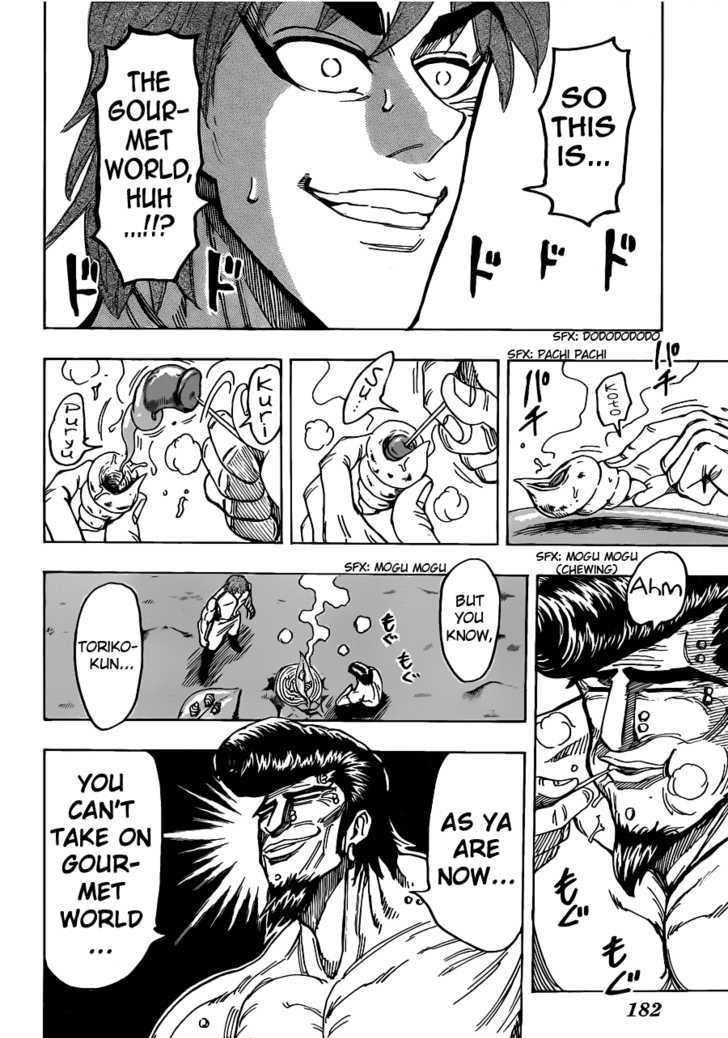 SO
THIS
IS...
THE
GOUR-
MET
WORLD,
HUH
...!!?
ド
ド
ド
ド
ド
SFX: DODODODODO
SFX: PACHI PACHI
パチ
パチ
KOTO
SU...
Kuri
Puryu
SFX: MOGU MOGU
(CHEWING)
Ahm
もぐ
もぐ
SFX: MOGU MOGU
BUT
YOU
KNOW,
もぐ
もぐ
TORIKO-
KUN...
AS YA
ARE
NOW...
YOU
CAN'T
TAKE ON
GOUR-
MET
WORLD
...
182